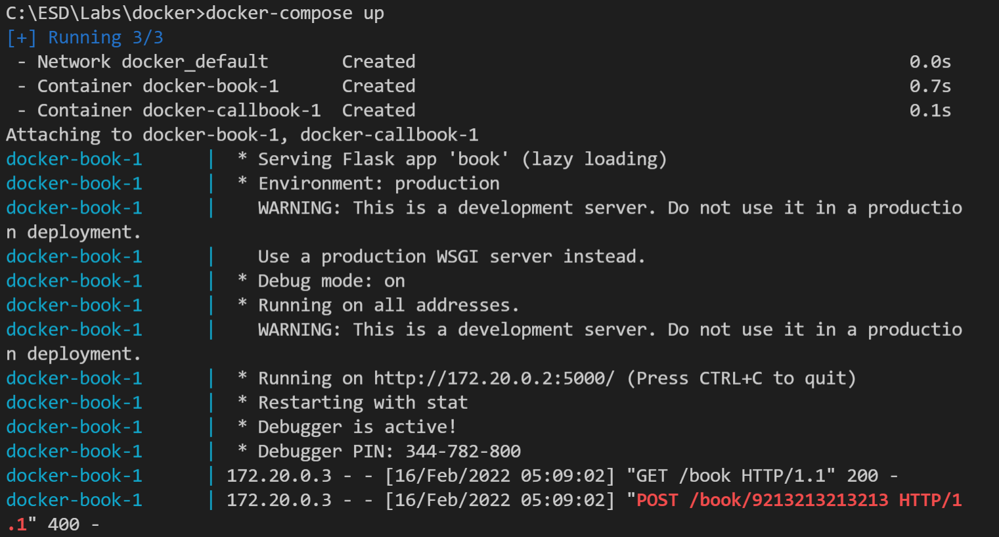 C:\ESD\Labs\docker>docker-compose up
[+] Running 3/3
 - Network docker_default       Created                                               0.0s
 - Container docker-book-1      Created                                               0.7s
 - Container docker-callbook-1  Created                                               0.1s
Attaching to docker-book-1, docker-callbook-1
docker-book-1      |  * Serving Flask app 'book' (lazy loading)
docker-book-1      |  * Environment: production
docker-book-1      |    WARNING: This is a development server. Do not use it in a productio
n deployment.
docker-book-1      |    Use a production WSGI server instead.
docker-book-1      |  * Debug mode: on
docker-book-1      |  * Running on all addresses.
docker-book-1      |    WARNING: This is a development server. Do not use it in a productio
n deployment.
docker-book-1      |  * Running on http://172.20.0.2:5000/ (Press CTRL+C to quit)
docker-book-1      |  * Restarting with stat
docker-book-1      |  * Debugger is active!
docker-book-1      |  * Debugger PIN: 344-782-800
docker-book-1      | 172.20.0.3 - - [16/Feb/2022 05:09:02] "GET /book HTTP/1.1" 200 -
docker-book-1      | 172.20.0.3 - - [16/Feb/2022 05:09:02] "POST /book/9213213213213 HTTP/1
.1" 400 -